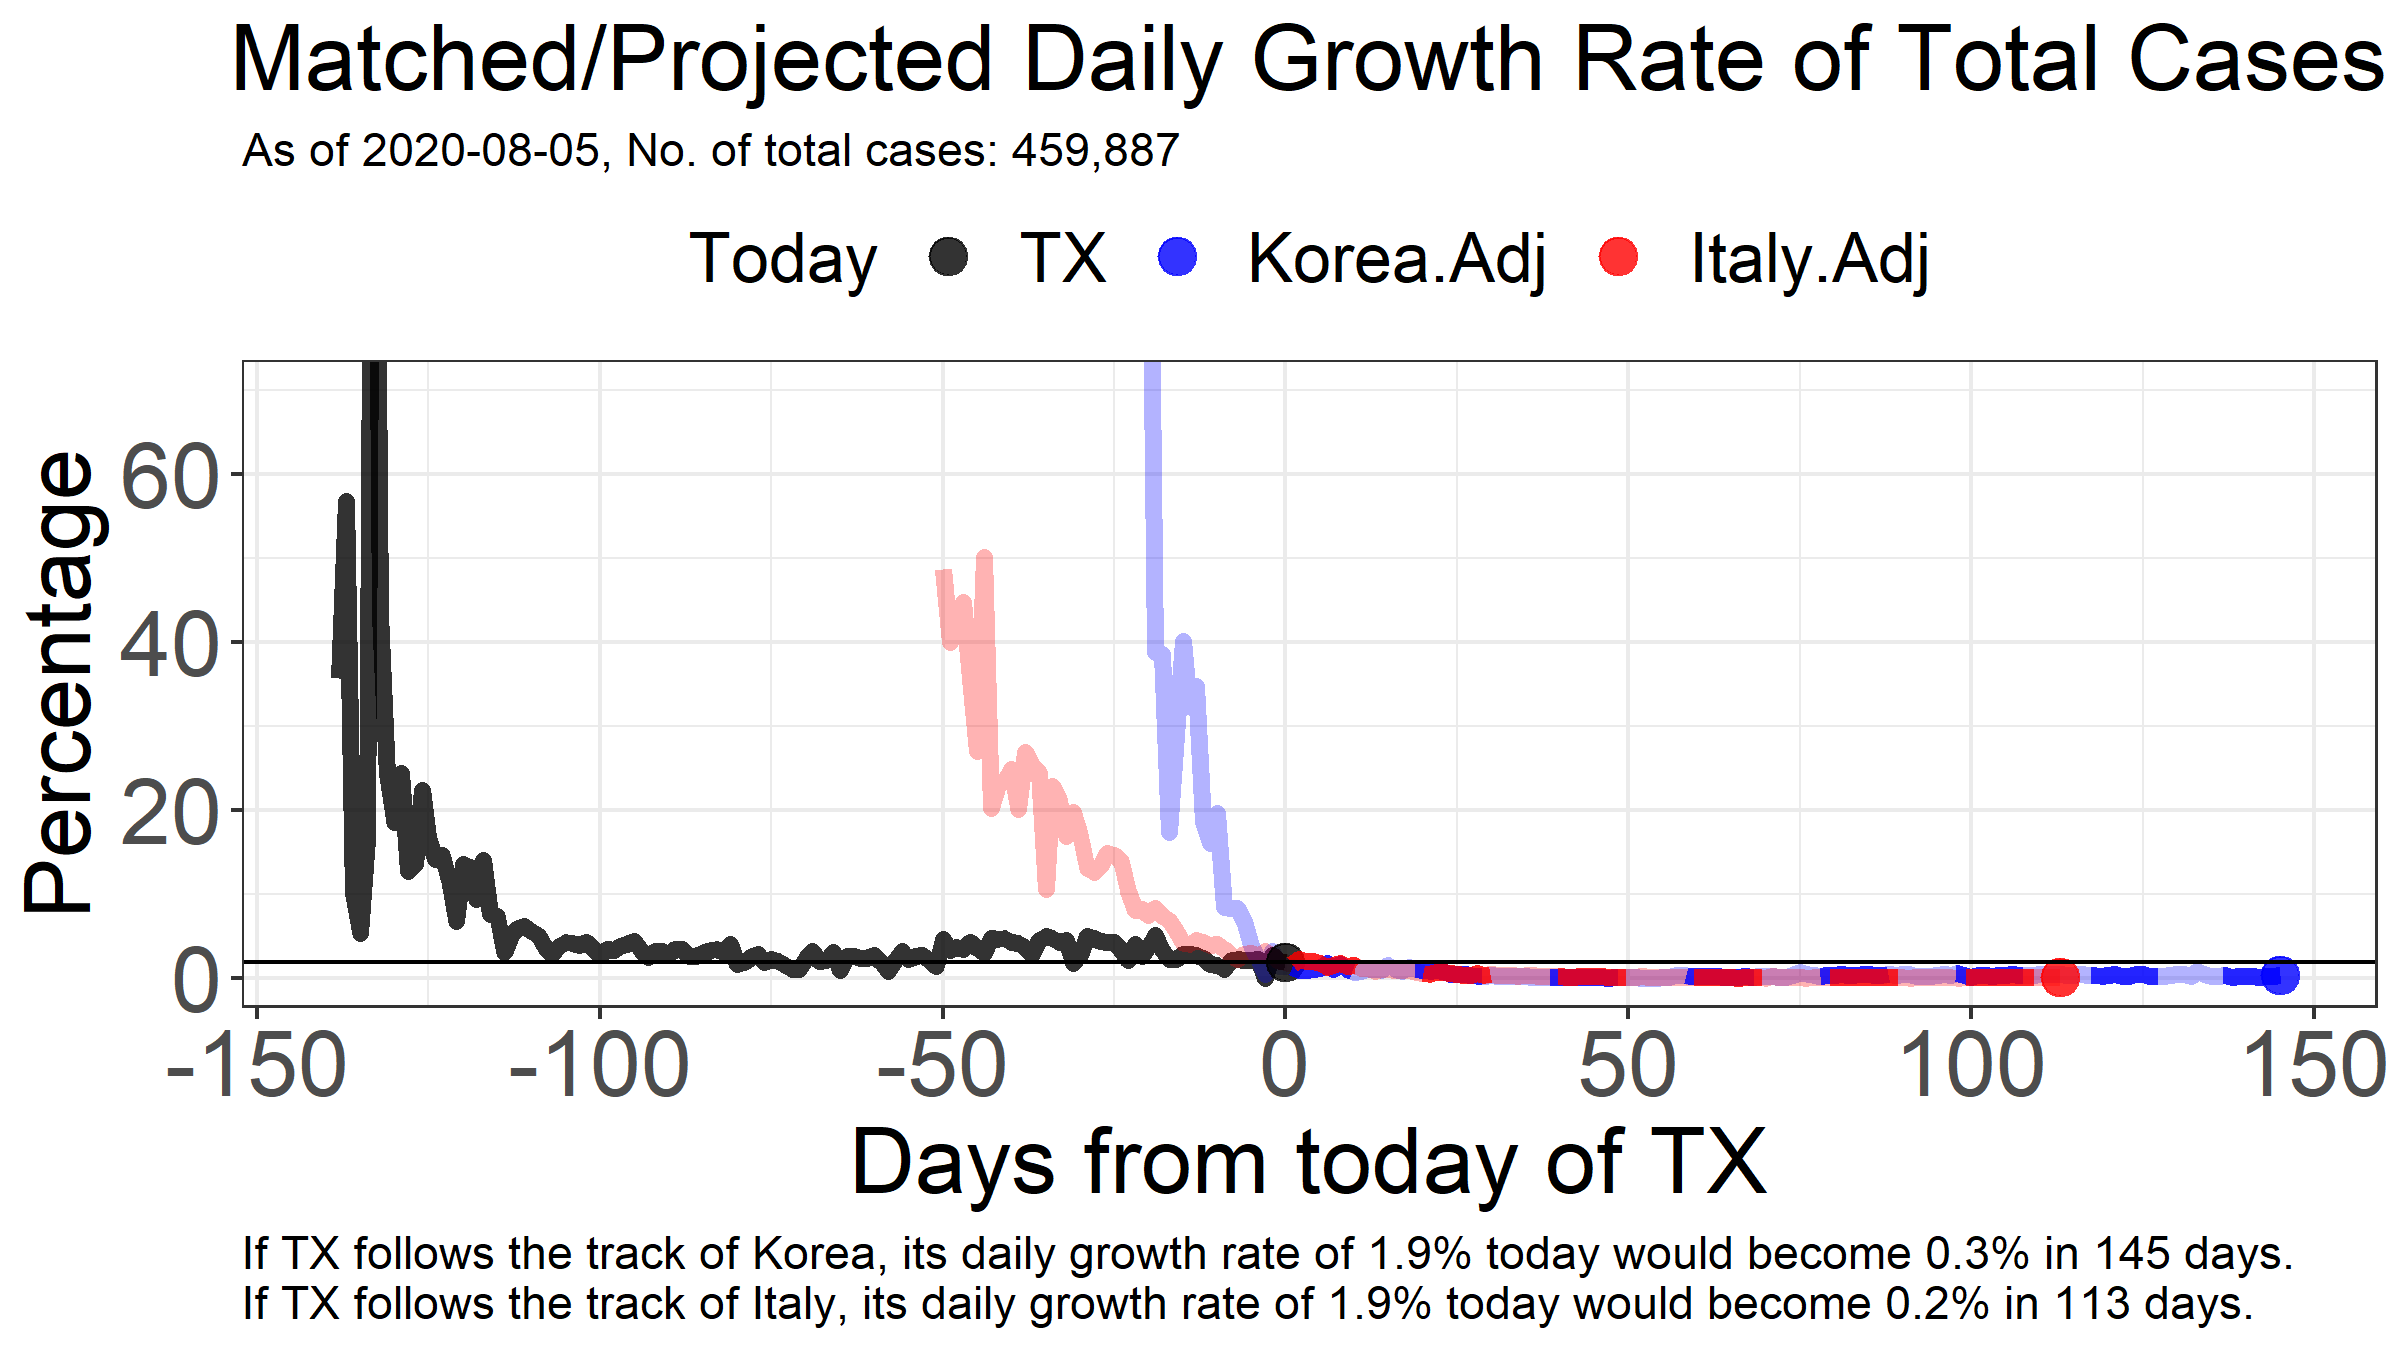 Matched/Projected Daily Growth Rate of Total Cases
As of 2020-08-05, No. of total cases: 459,887
Today TX Korea.Adj Italy.Adj
Percentage
60
40
20
0
-150 -100 -50 0 50 100 150
Days from today of TX
If TX follows the track of Korea, its daily growth rate of 1.9% today would become 0.3% in 145 days.
If TX follows the track of Italy, its daily growth rate of 1.9% today would become 0.2% in 113 days.